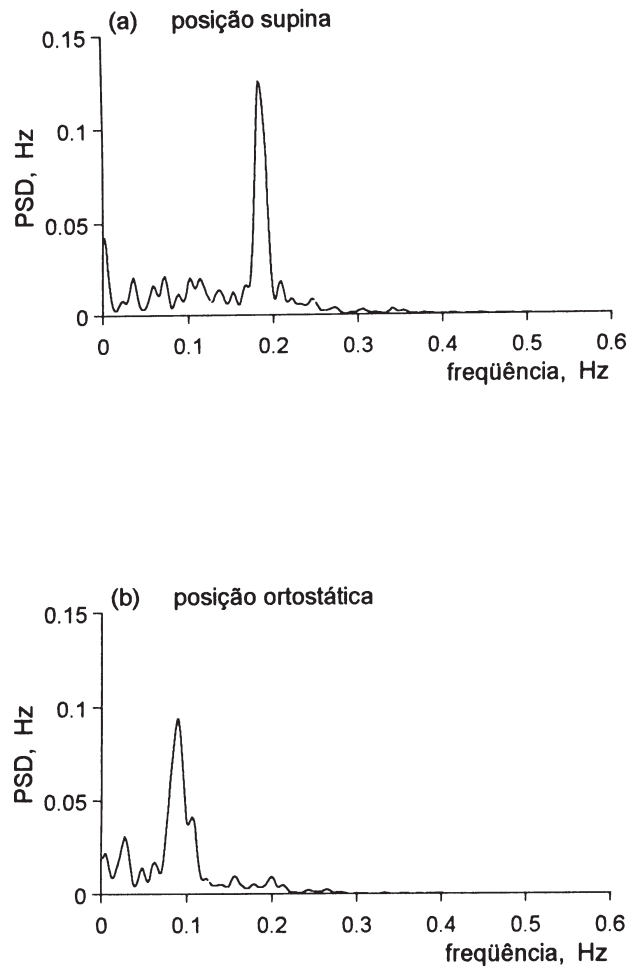 (a) posição supina
0.15
0.1
0.05
0
PSD, Hz
0 0.1 0.2 0.3 0.4 0.5 0.6
freqüência, Hz
(b) posição ortostática
0.15
0.1
0.05
0
PSD, Hz
0 0.1 0.2 0.3 0.4 0.5 0.6
freqüência, Hz